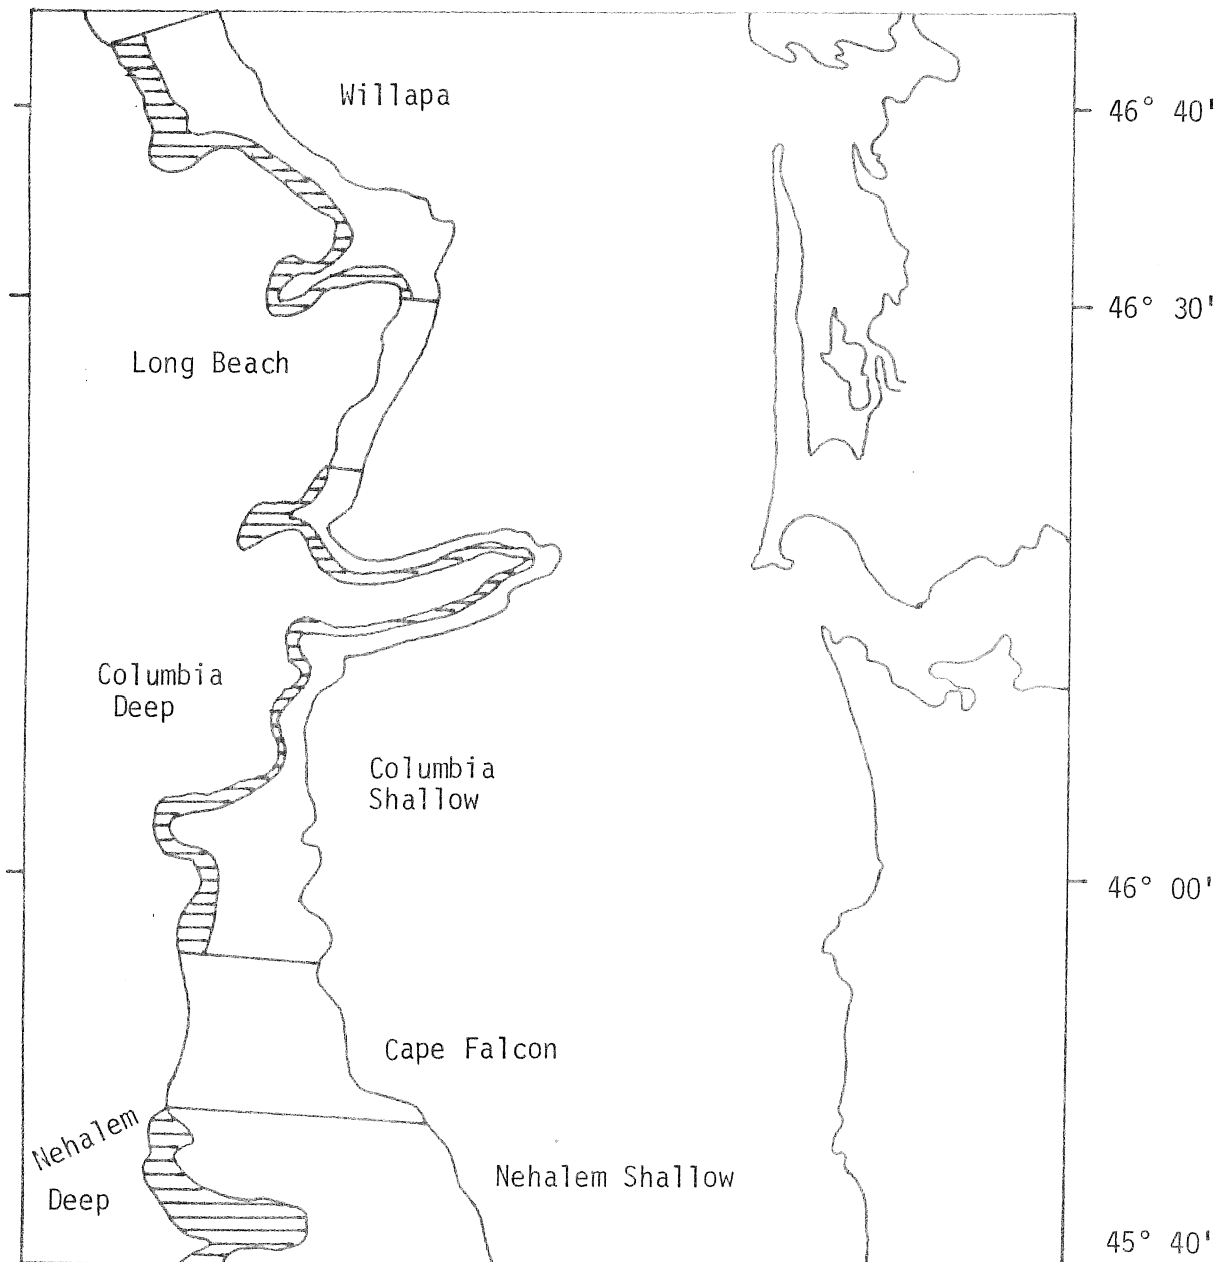 Willapa
46° 40'
46° 30'
Long Beach
Columbia
Deep
Columbia
Shallow
46° 00'
Cape Falcon
Nehalem
Deep
Nehalem Shallow
45° 40'